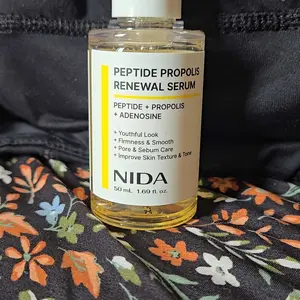 PEPTIDE PROPOLIS
RENEWAL SERUM
PEPTIDE + PROPOLIS
+ ADENOSINE
+ Youthful Look
+ Firmness & Smooth
+ Pore & Sebum Care
+ Improve Skin Texture & Tone
NIDA
50 mL 1.69 fl. oz.